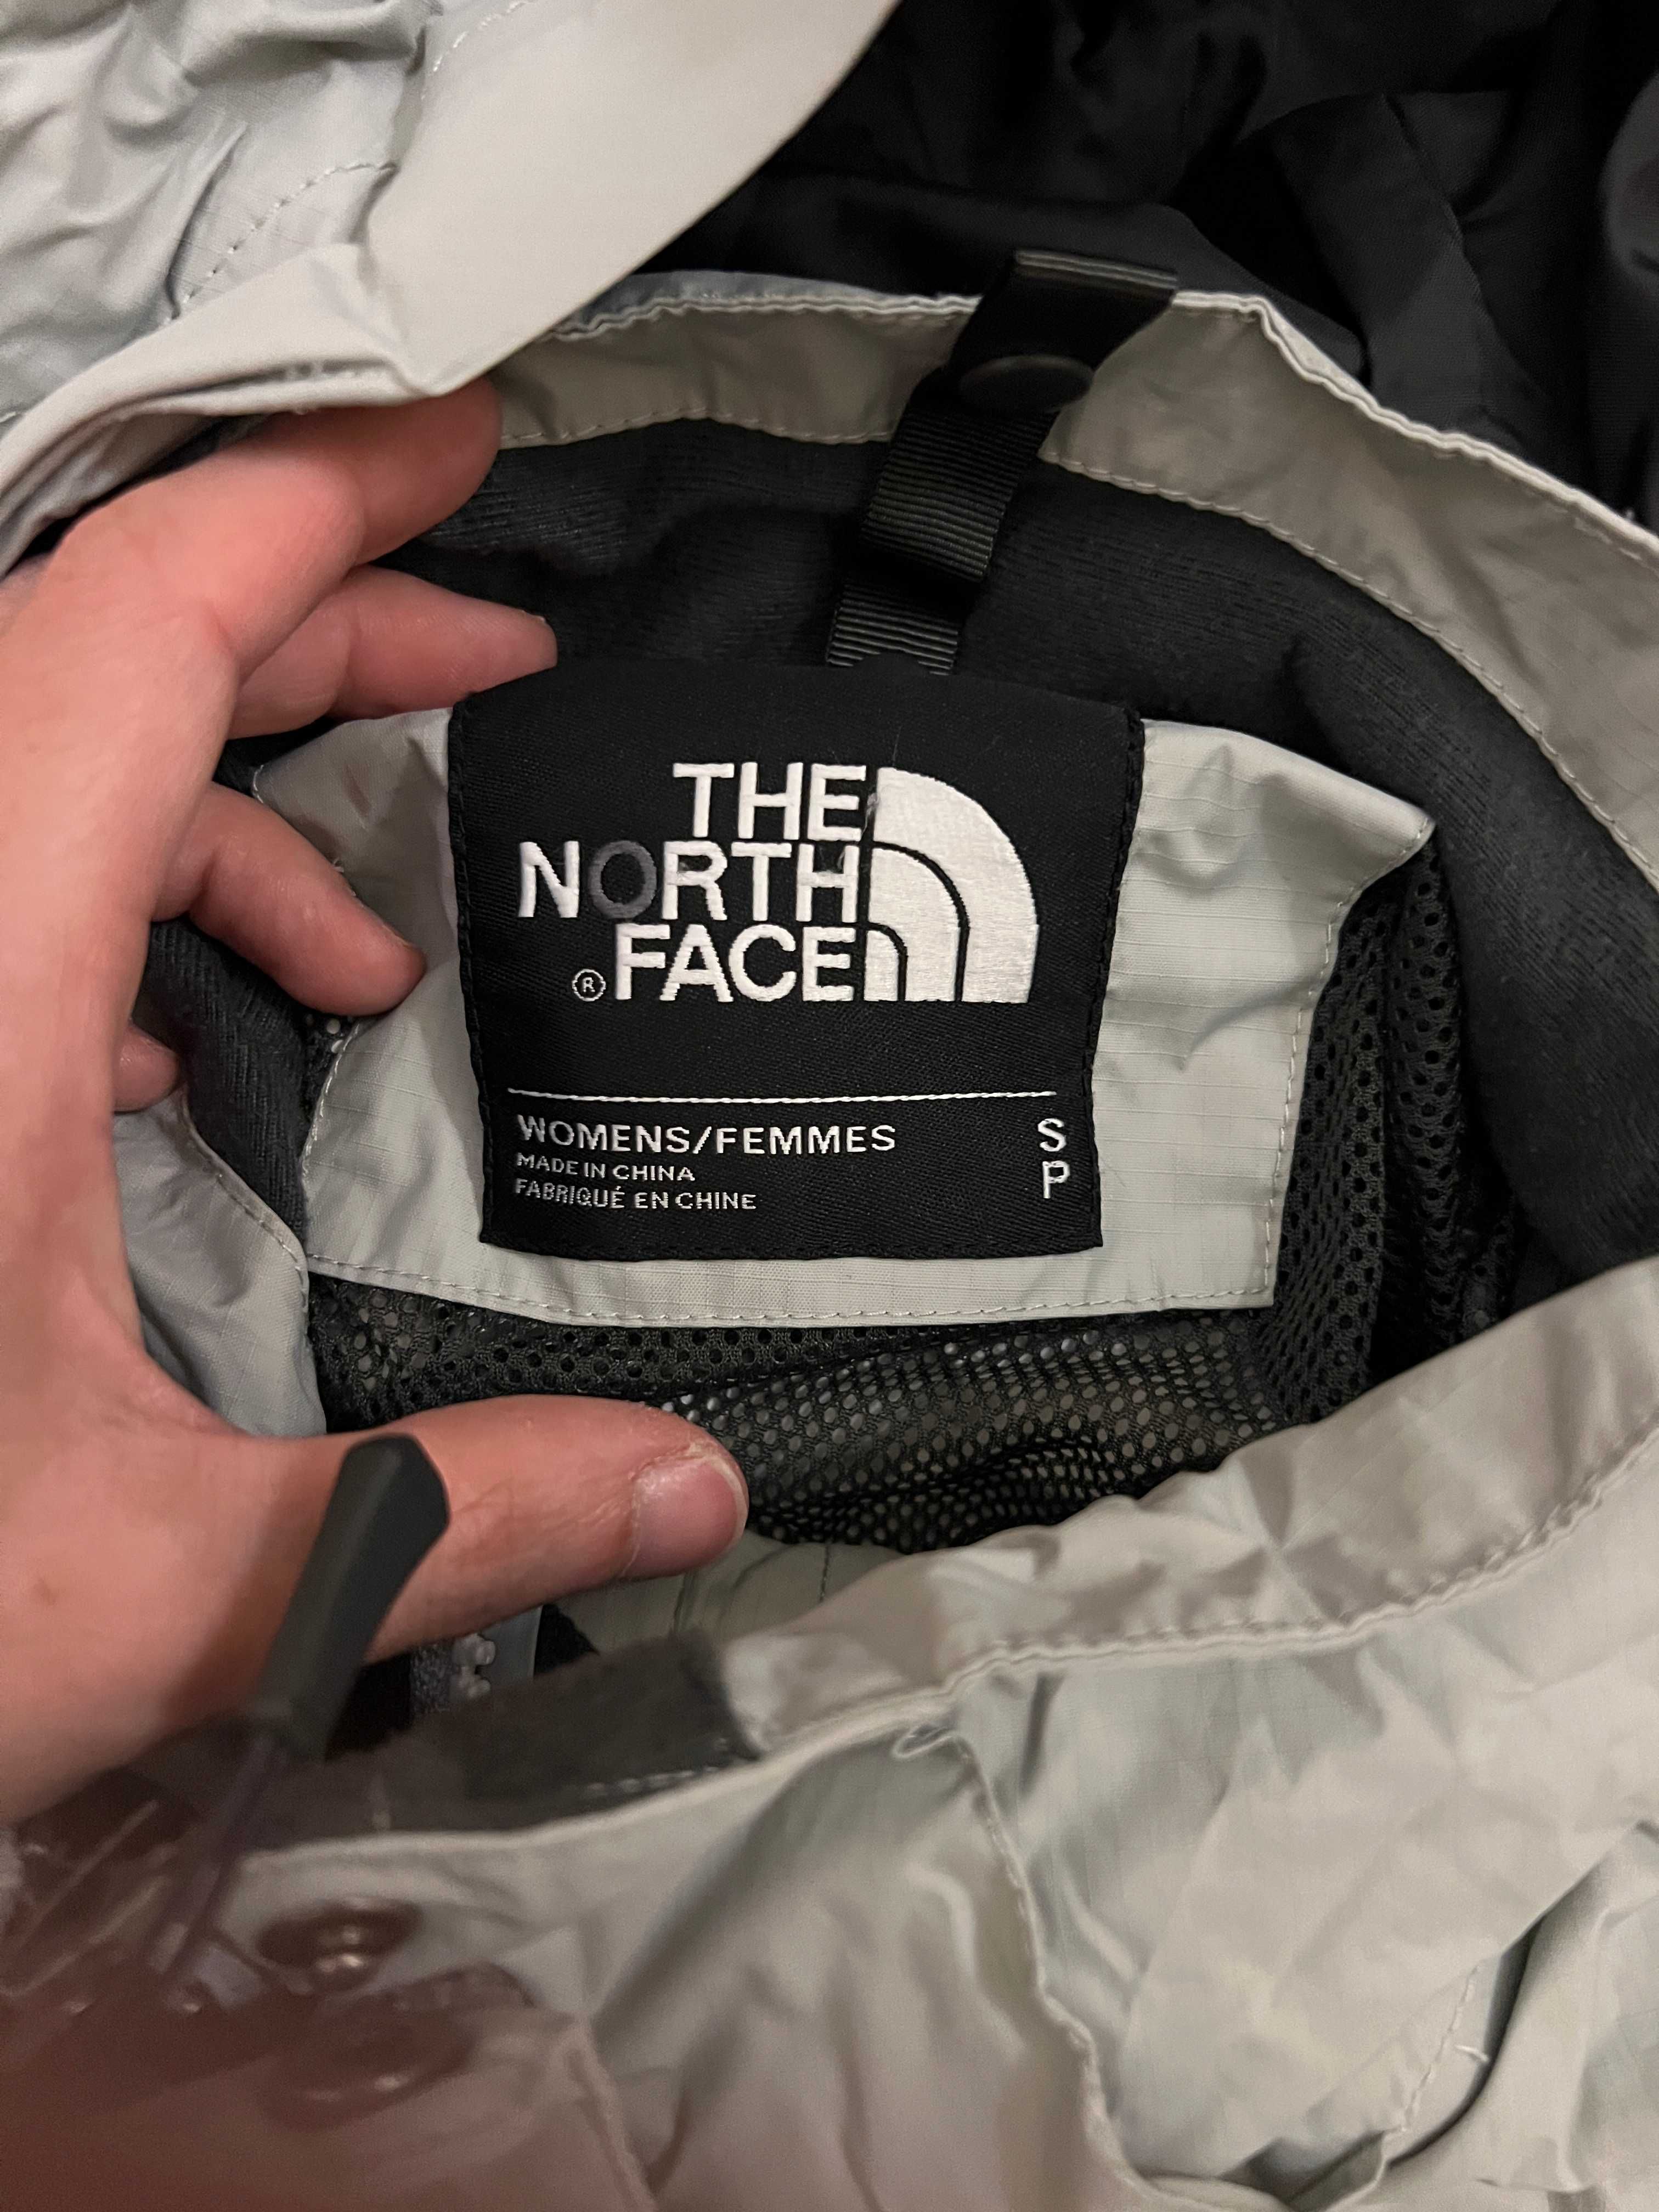 THE
NORTH
FACE
®
WOMENS/FEMMES S
MADE IN CHINA P
FABRIQUÉ EN CHINE